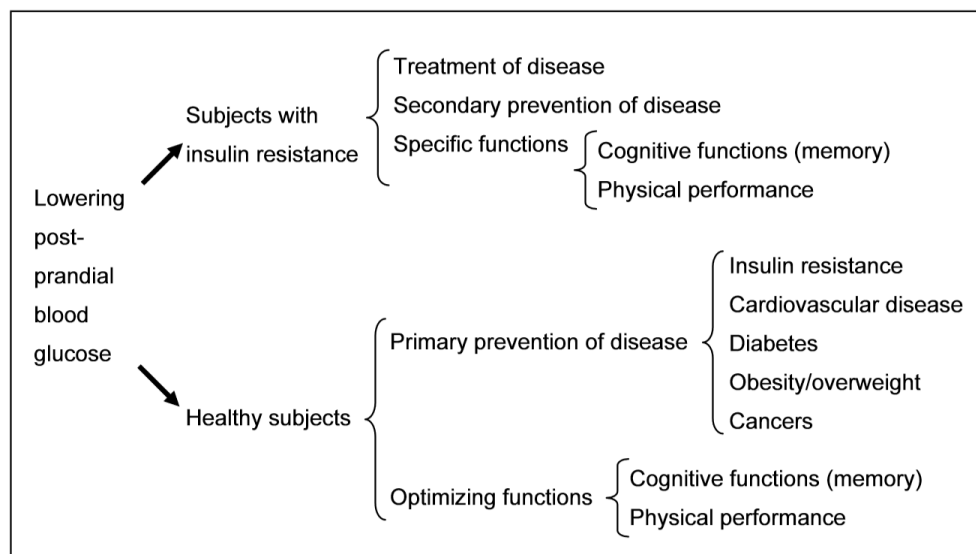 Lowering
post-
prandial
blood
glucose
Subjects with
insulin resistance
Treatment of disease
Secondary prevention of disease
Specific functions
Cognitive functions (memory)
Physical performance
Healthy subjects
Primary prevention of disease
Insulin resistance
Cardiovascular disease
Diabetes
Obesity/overweight
Cancers
Optimizing functions
Cognitive functions (memory)
Physical performance